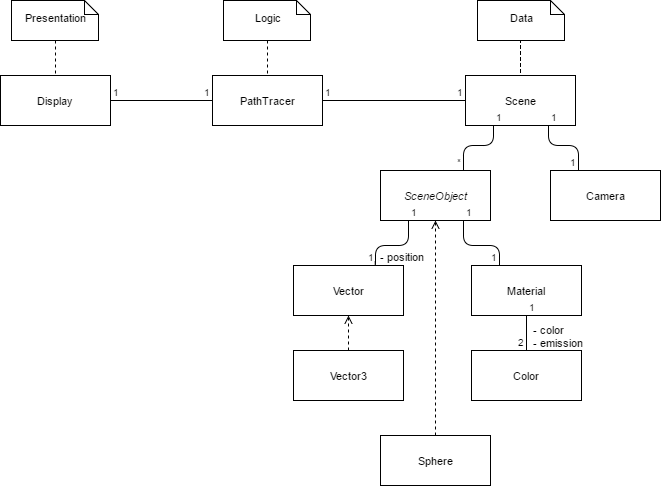 Presentation
Logic
Data
Display
1
1
PathTracer
1
1
Scene
1
1
*
1
SceneObject
1
1
Camera
1
- position
1
Vector
Material
1
- color
2
- emission
Vector3
Color
Sphere